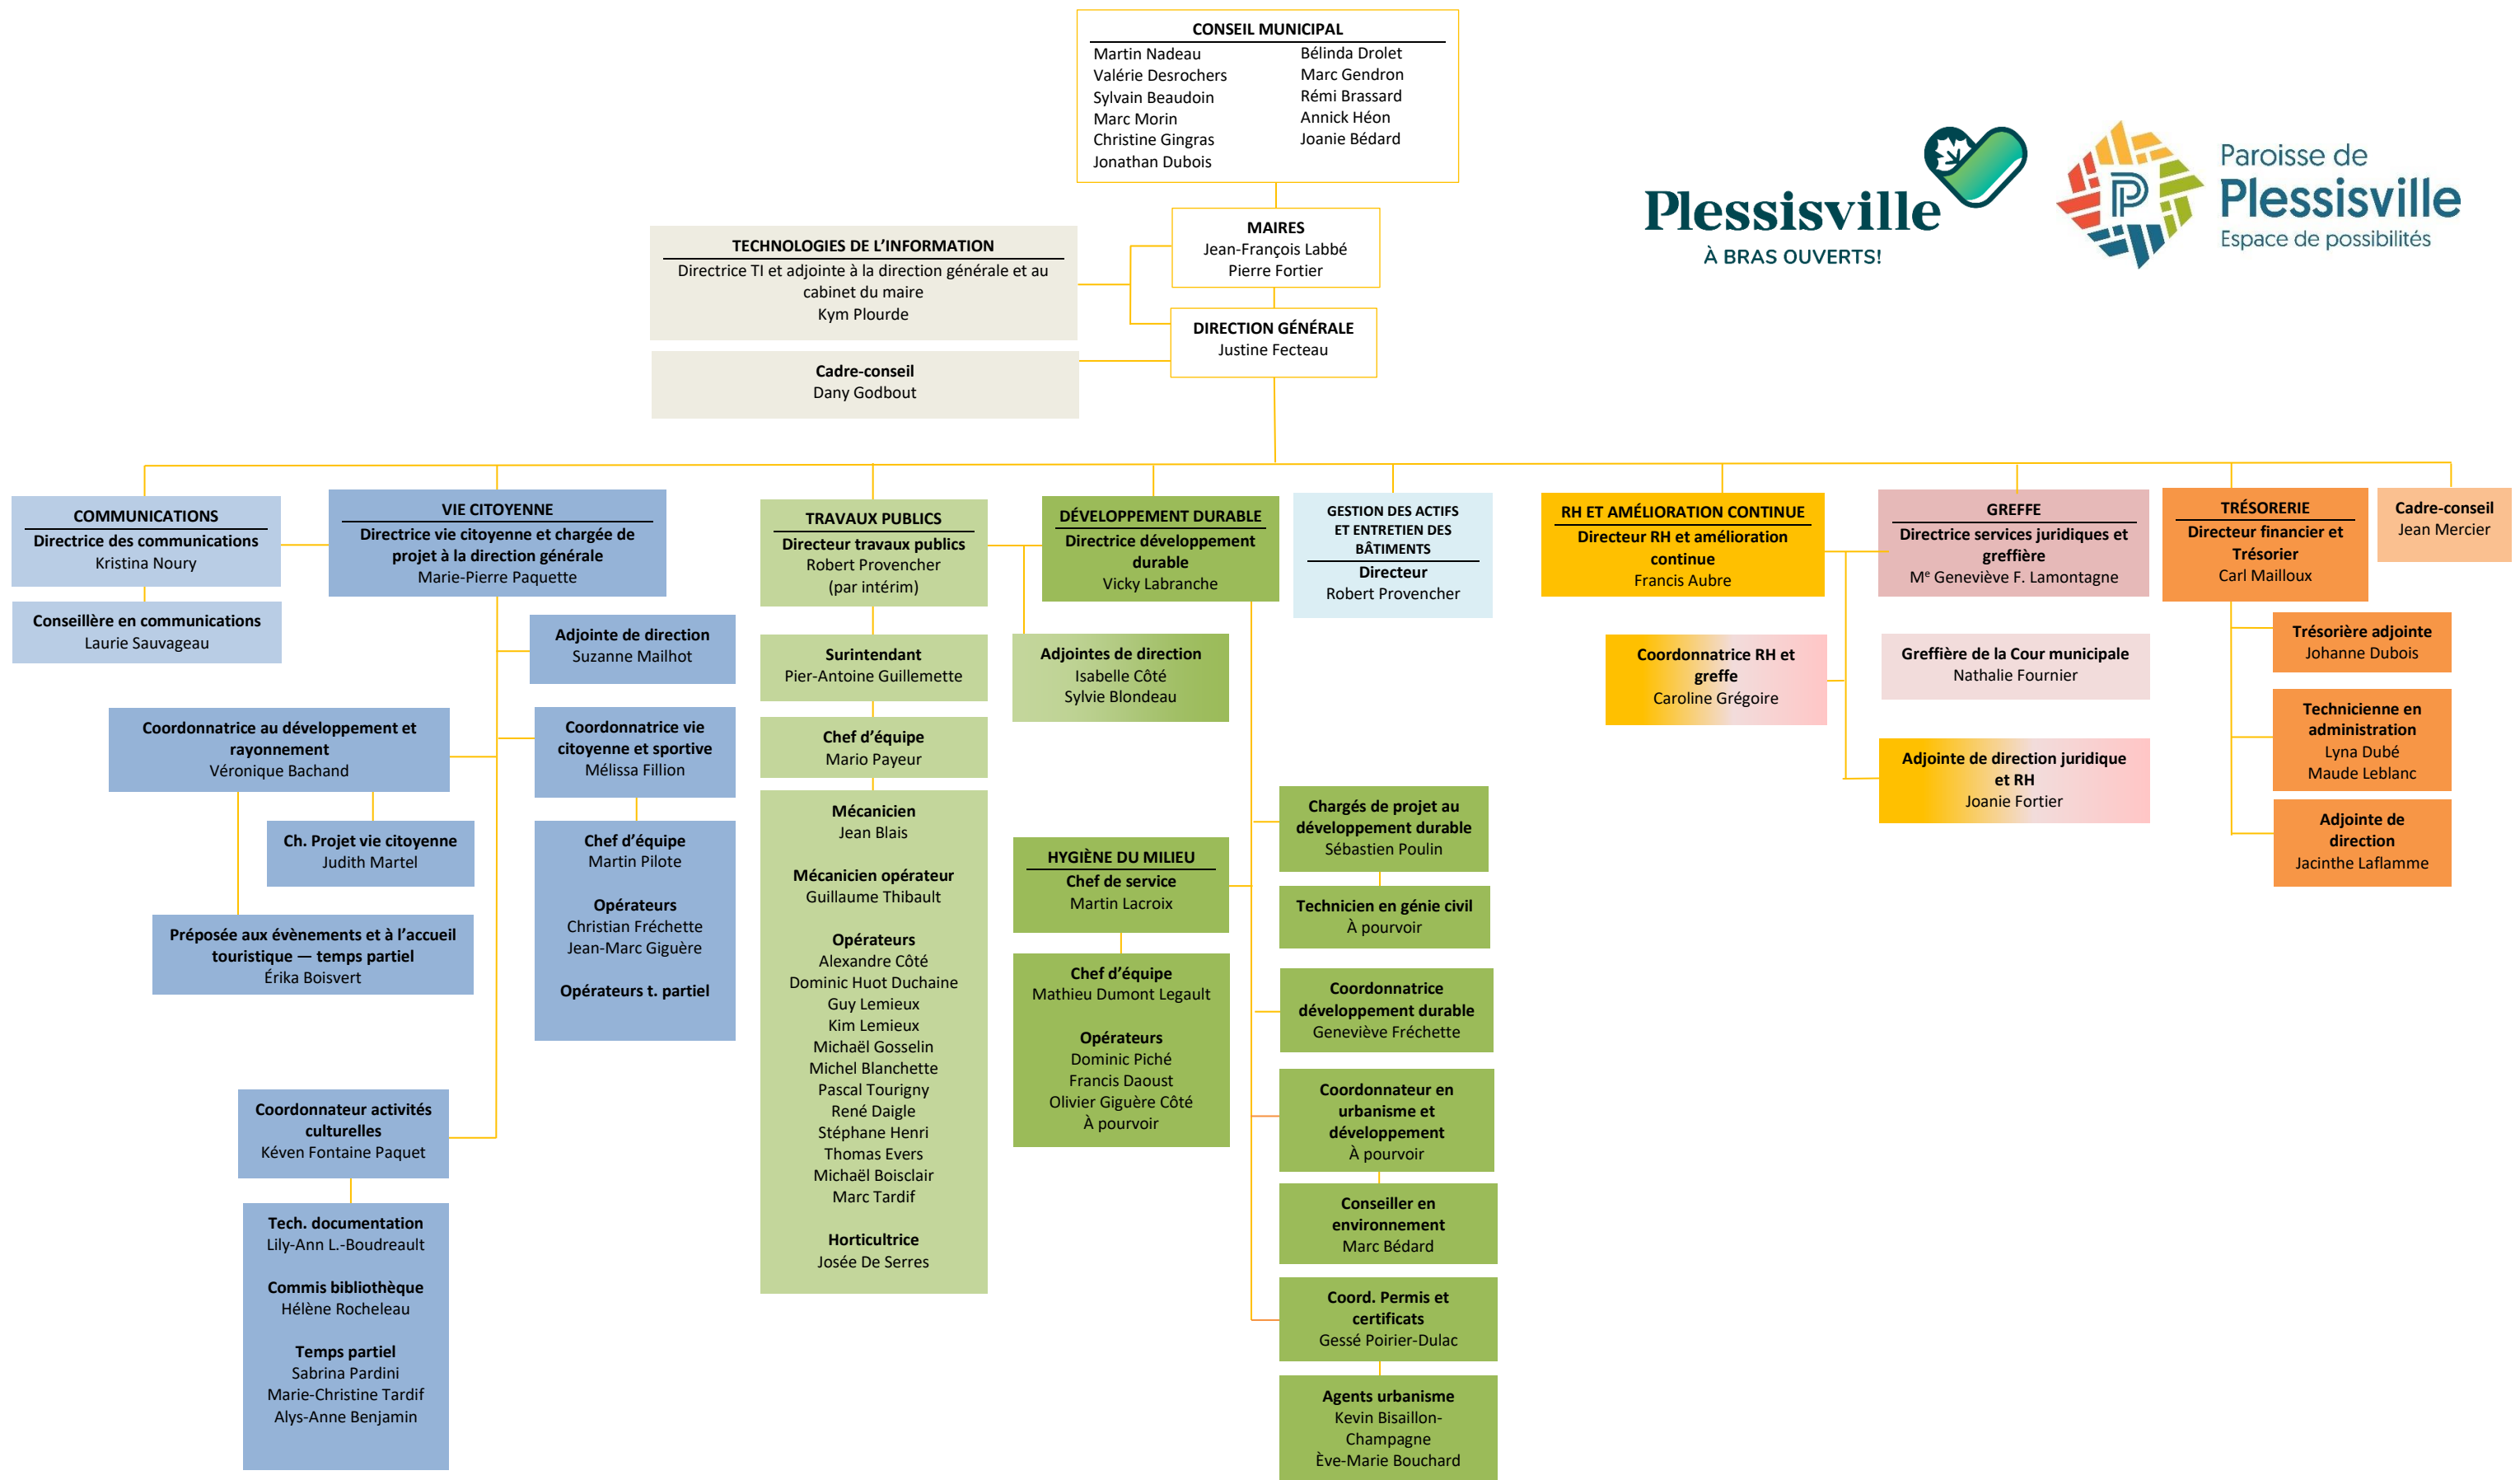 CONSEIL MUNICIPAL
Martin Nadeau
Valérie Desrochers
Sylvain Beaudoin
Marc Morin
Christine Gingras
Jonathan Dubois
Bélinda Drolet
Marc Gendron
Rémi Brassard
Annick Héon
Joanie Bédard
Plessisville
À BRAS OUVERTS!
Paroisse de
Plessisville
Espace de possibilités
MAIRES
Jean-François Labbé
Pierre Fortier
TECHNOLOGIES DE L'INFORMATION
Directrice TI et adjointe à la direction générale et au
cabinet du maire
Kym Plourde
DIRECTION GÉNÉRALE
Justine Fecteau
Cadre-conseil
Dany Godbout
COMMUNICATIONS
Directrice des communications
Kristina Noury
Conseillère en communications
Laurie Sauvageau
VIE CITOYENNE
Directrice vie citoyenne et chargée de
projet à la direction générale
Marie-Pierre Paquette
Adjointe de direction
Suzanne Mailhot
Coordonnatrice au développement et
rayonnement
Véronique Bachand
Coordonnatrice vie
citoyenne et sportive
Mélissa Fillion
Ch. Projet vie citoyenne
Judith Martel
Préposée aux évènements et à l'accueil
touristique — temps partiel
Érika Boisvert
Chef d'équipe
Martin Pilote
Opérateurs
Christian Fréchette
Jean-Marc Giguère
Opérateurs t. partiel
Coordonnateur activités
culturelles
Kéven Fontaine Paquet
Tech. documentation
Lily-Ann L.-Boudreault
Commis bibliothèque
Hélène Rocheleau
Temps partiel
Sabrina Pardini
Marie-Christine Tardif
Alys-Anne Benjamin
TRAVAUX PUBLICS
Directeur travaux publics
Robert Provencher
(par intérim)
Surintendant
Pier-Antoine Guillemette
Chef d'équipe
Mario Payeur
Mécanicien
Jean Blais
Mécanicien opérateur
Guillaume Thibault
Opérateurs
Alexandre Côté
Dominic Huot Duchaine
Guy Lemieux
Kim Lemieux
Michaël Gosselin
Michel Blanchette
Pascal Tourigny
René Daigle
Stéphane Henri
Thomas Evers
Michaël Boisclair
Marc Tardif
Horticultrice
Josée De Serres
DÉVELOPPEMENT DURABLE
Directrice développement
durable
Vicky Labranche
Adjointes de direction
Isabelle Côté
Sylvie Blondeau
HYGIÈNE DU MILIEU
Chef de service
Martin Lacroix
Chef d'équipe
Mathieu Dumont Legault
Opérateurs
Dominic Piché
Francis Daoust
Olivier Giguère Côté
À pourvoir
Chargés de projet au
développement durable
Sébastien Poulin
Technicien en génie civil
À pourvoir
Coordonnatrice
développement durable
Geneviève Fréchette
Coordonnateur en
urbanisme et
développement
À pourvoir
Conseiller en
environnement
Marc Bédard
Coord. Permis et
certificats
Gessé Poirier-Dulac
Agents urbanisme
Kevin Bisaillon-
Champagne
Ève-Marie Bouchard
GESTION DES ACTIFS
ET ENTRETIEN DES
BÂTIMENTS
Directeur
Robert Provencher
RH ET AMÉLIORATION CONTINUE
Directeur RH et amélioration
continue
Francis Aubre
Coordonnatrice RH et
greffe
Caroline Grégoire
GREFFE
Directrice services juridiques et
greffière
Me Geneviève F. Lamontagne
Greffière de la Cour municipale
Nathalie Fournier
Adjointe de direction juridique
et RH
Joanie Fortier
TRÉSORERIE
Directeur financier et
Trésorier
Carl Mailloux
Trésorière adjointe
Johanne Dubois
Technicienne en
administration
Lyna Dubé
Maude Leblanc
Adjointe de
direction
Jacinthe Laflamme
Cadre-conseil
Jean Mercier